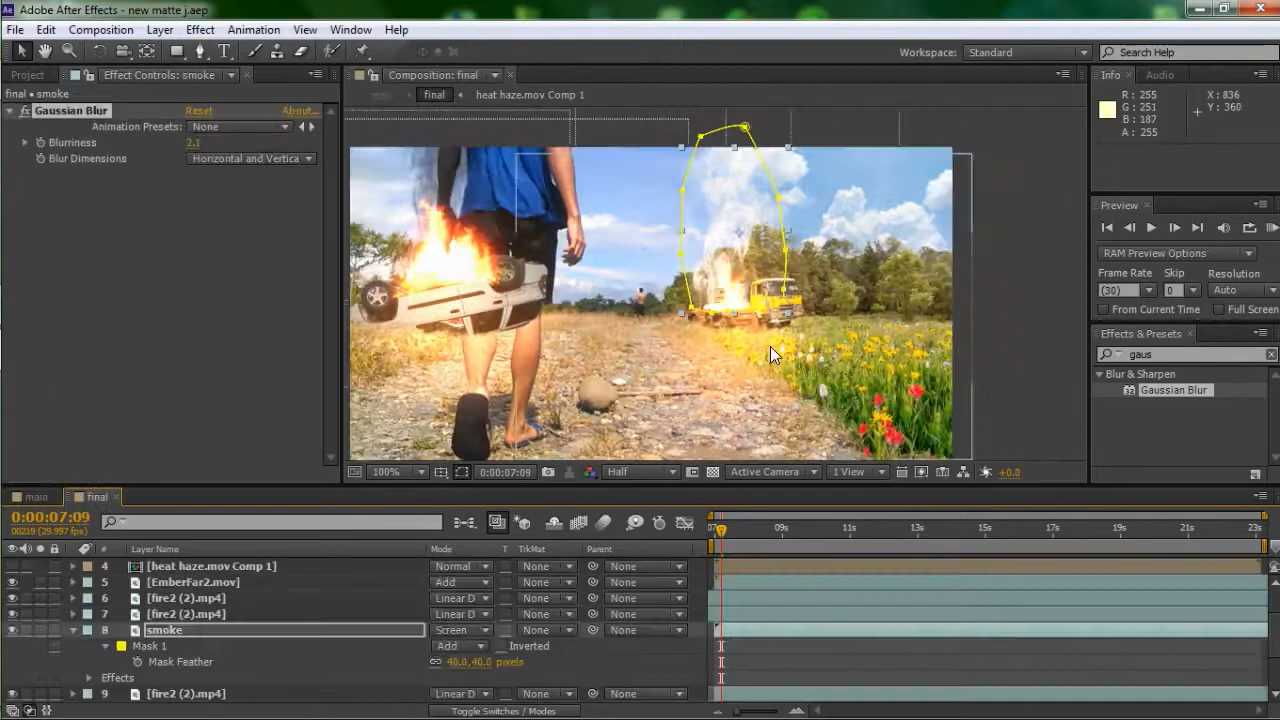 Adobe After Effects - new matte j.aep
File Edit Composition Layer Effect Animation View Window Help
Workspace: Standard Search Help
Project Effect Controls: smoke Composition: final Info Audio
final • smoke final heat haze.mov Comp 1
R : 255 X : 836
G : 251 Y : 360
B : 187
A : 255
Gaussian Blur Reset About...
Animation Presets: None
Blurriness 2.1
Blur Dimensions Horizontal and Vertica
Preview
RAM Preview Options
Frame Rate Skip Resolution
(30) 0 Auto
From Current Time Full Screen
Effects & Presets
gaus
Blur & Sharpen
32 Gaussian Blur
100% 0:00:07:09 Half Active Camera 1 View +0.0
main final
0:00:07:09
00219 (29.997 fps)
07s 09s 11s 13s 15s 17s 19s 21s 23s
# Layer Name Mode T TrkMat Parent
4 [heat haze.mov Comp 1] Normal None None
5 [EmberFar2.mov] Add None None
6 [fire2 (2).mp4] Linear D None None
7 [fire2 (2).mp4] Linear D None None
8 smoke Screen None None
Mask 1 Add Inverted
Mask Feather 40.0,40.0 pixels
Effects
9 [fire2 (2).mp4] Linear D None None
Toggle Switches / Modes